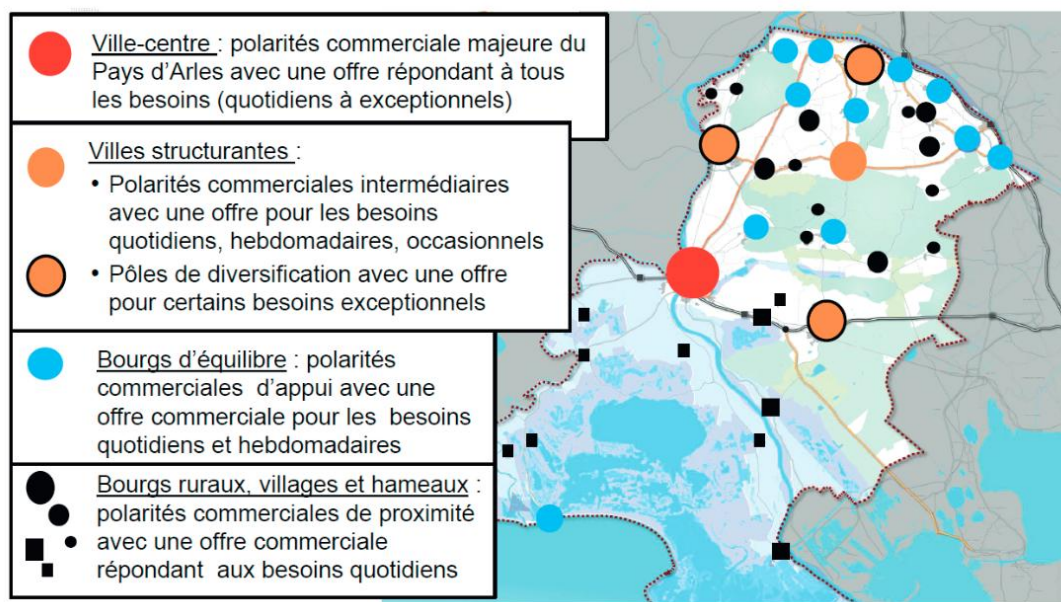 Ville-centre : polarités commerciale majeure du
Pays d'Arles avec une offre répondant à tous
les besoins (quotidiens à exceptionnels)
Villes structurantes :
• Polarités commerciales intermédiaires
avec une offre pour les besoins
quotidiens, hebdomadaires, occasionnels
• Pôles de diversification avec une offre
pour certains besoins exceptionnels
Bourgs d'équilibre : polarités
commerciales d'appui avec une
offre commerciale pour les besoins
quotidiens et hebdomadaires
Bourgs ruraux, villages et hameaux :
polarités commerciales de proximité
avec une offre commerciale
répondant aux besoins quotidiens